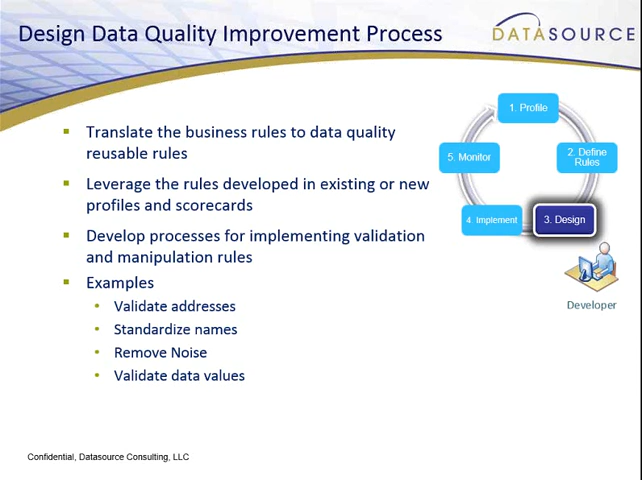 Design Data Quality Improvement Process
DATASOURCE
Translate the business rules to data quality
reusable rules
Leverage the rules developed in existing or new
profiles and scorecards
Develop processes for implementing validation
and manipulation rules
Examples
Validate addresses
Standardize names
Remove Noise
Validate data values
1. Profile
2. Define
Rules
3. Design
4. Implement
5. Monitor
Developer
Confidential, Datasource Consulting, LLC